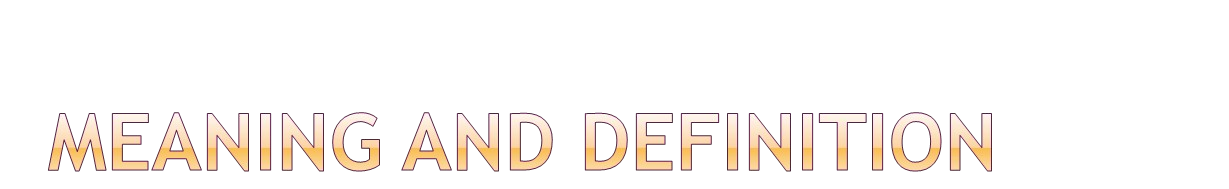 MEANING AND DEFINITION